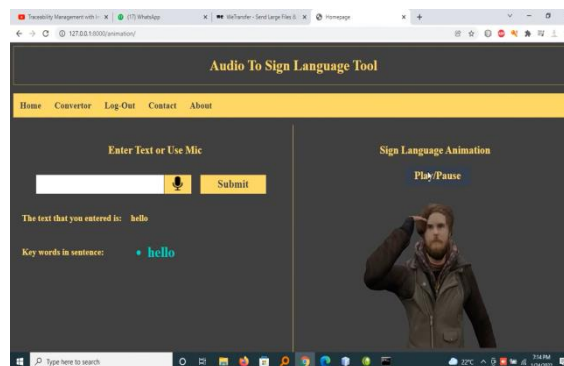 Traceability Management with J
(17) WhatsApp
WeTransfer - Send Large Files &
Homepage
127.0.0.1:8000/animation/
Audio To Sign Language Tool
Home Convertor Log-Out Contact About
Enter Text or Use Mic
Submit
The text that you entered is: hello
Key words in sentence:
hello
Sign Language Animation
Play/Pause
Type here to search
22°C
7:14 PM